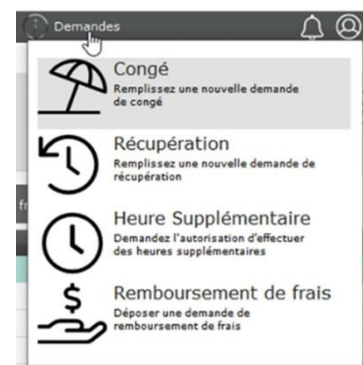 Demandes
Congé
Remplissez une nouvelle demande
de congé
Récupération
Remplissez une nouvelle demande de
récupération
fr
Heure Supplémentaire
Demandez l'autorisation d'effectuer
des heures supplémentaires
$
Remboursement de frais
Déposer une demande de
remboursement de frais